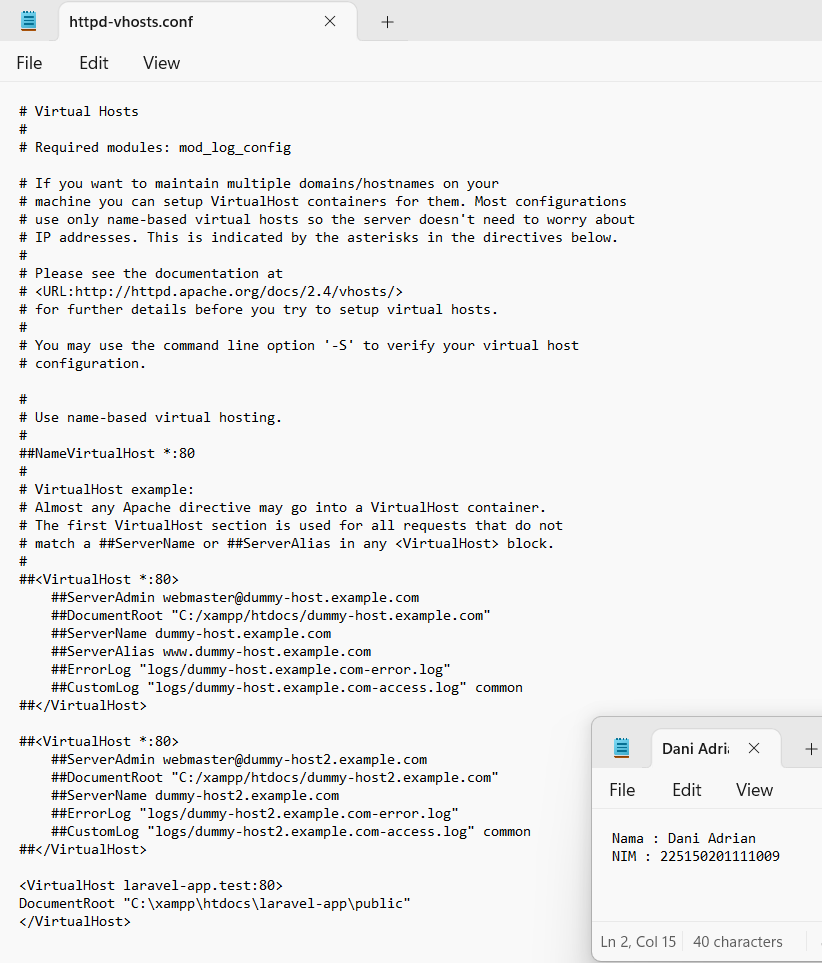 httpd-vhosts.conf
File Edit View
# Virtual Hosts
#
# Required modules: mod_log_config
# If you want to maintain multiple domains/hostnames on your
# machine you can setup VirtualHost containers for them. Most configurations
# use only name-based virtual hosts so the server doesn't need to worry about
# IP addresses. This is indicated by the asterisks in the directives below.
#
# Please see the documentation at
# <URL:http://httpd.apache.org/docs/2.4/vhosts/>
# for further details before you try to setup virtual hosts.
#
# You may use the command line option '-S' to verify your virtual host
# configuration.
#
# Use name-based virtual hosting.
#
##NameVirtualHost *:80
#
# VirtualHost example:
# Almost any Apache directive may go into a VirtualHost container.
# The first VirtualHost section is used for all requests that do not
# match a ##ServerName or ##ServerAlias in any <VirtualHost> block.
#
##<VirtualHost *:80>
    ##ServerAdmin webmaster@dummy-host.example.com
    ##DocumentRoot "C:/xampp/htdocs/dummy-host.example.com"
    ##ServerName dummy-host.example.com
    ##ServerAlias www.dummy-host.example.com
    ##ErrorLog "logs/dummy-host.example.com-error.log"
    ##CustomLog "logs/dummy-host.example.com-access.log" common
##</VirtualHost>
##<VirtualHost *:80>
    ##ServerAdmin webmaster@dummy-host2.example.com
    ##DocumentRoot "C:/xampp/htdocs/dummy-host2.example.com"
    ##ServerName dummy-host2.example.com
    ##ErrorLog "logs/dummy-host2.example.com-error.log"
    ##CustomLog "logs/dummy-host2.example.com-access.log" common
##</VirtualHost>
<VirtualHost laravel-app.test:80>
DocumentRoot "C:\xampp\htdocs\laravel-app\public"
</VirtualHost>
Dani Adri
File Edit View
Nama : Dani Adrian
NIM : 225150201111009
Ln 2, Col 15 40 characters